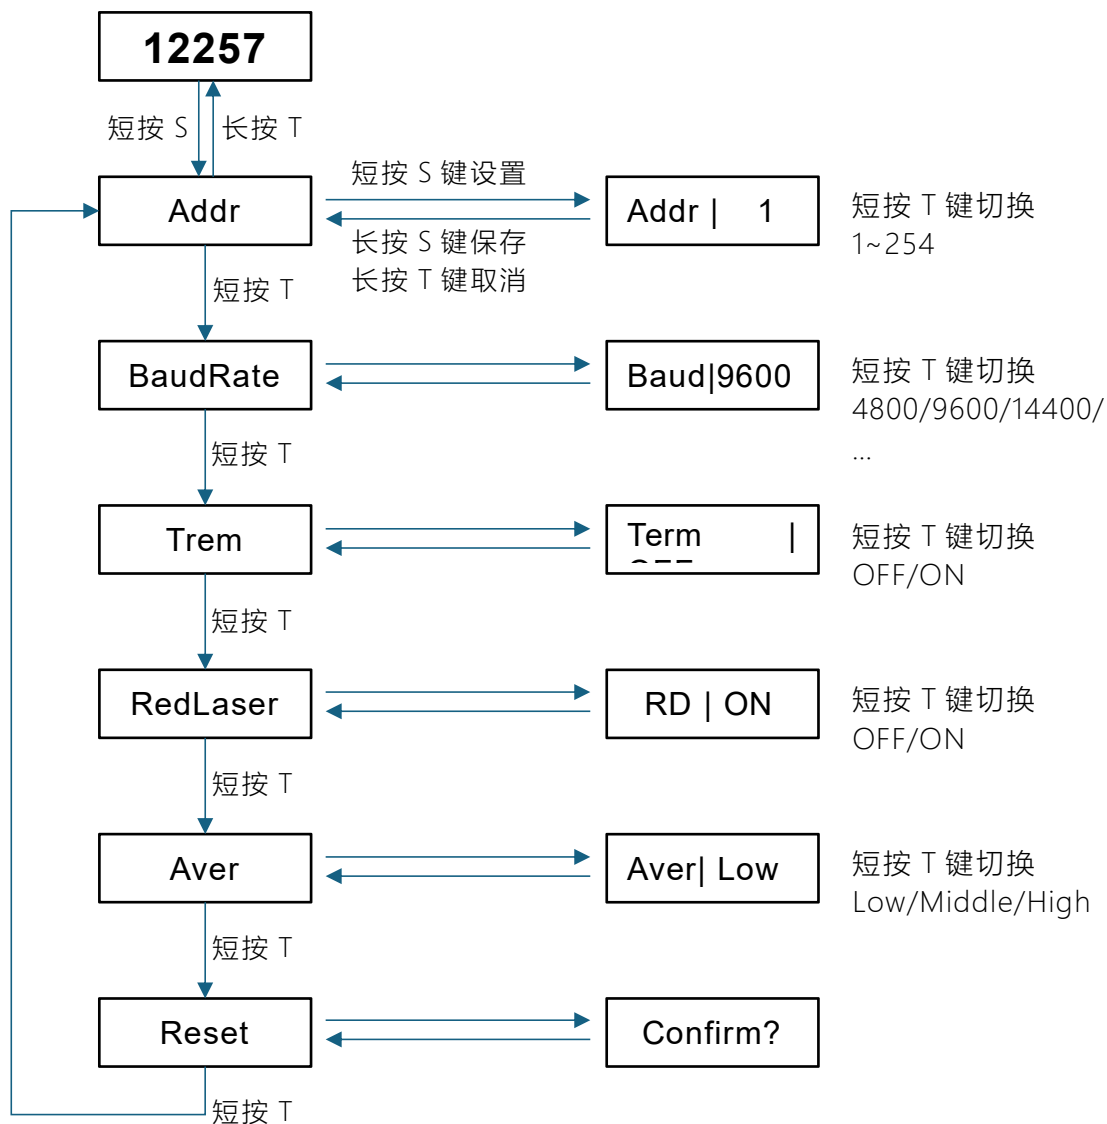 12257
短按 S 长按 T
Addr
短按 S 键设置
长按 S 键保存
长按 T 键取消
Addr | 1
短按 T 键切换
1~254
短按 T
BaudRate
Baud|9600
短按 T 键切换
4800/9600/14400/
...
短按 T
Trem
Term |
短按 T 键切换
OFF/ON
短按 T
RedLaser
RD | ON
短按 T 键切换
OFF/ON
短按 T
Aver
Aver| Low
短按 T 键切换
Low/Middle/High
短按 T
Reset
Confirm?
短按 T